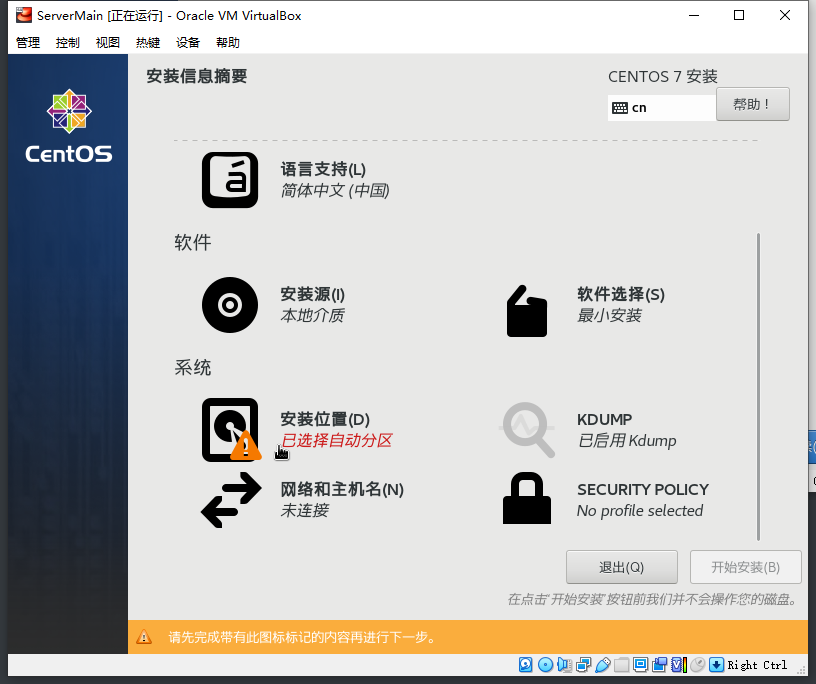 ServerMain [正在运行] - Oracle VM VirtualBox
管理 控制 视图 热键 设备 帮助
安装信息摘要
CENTOS 7 安装
cn
帮助！
CentOS
语言支持(L)
简体中文 (中国)
软件
安装源(I)
本地介质
软件选择(S)
最小安装
系统
安装位置(D)
已选择自动分区
KDUMP
已启用 Kdump
网络和主机名(N)
未连接
SECURITY POLICY
No profile selected
退出(Q)
开始安装(B)
在点击'开始安装'按钮前我们并不会操作您的磁盘。
请先完成带有此图标标记的内容再进行下一步。
Right Ctrl